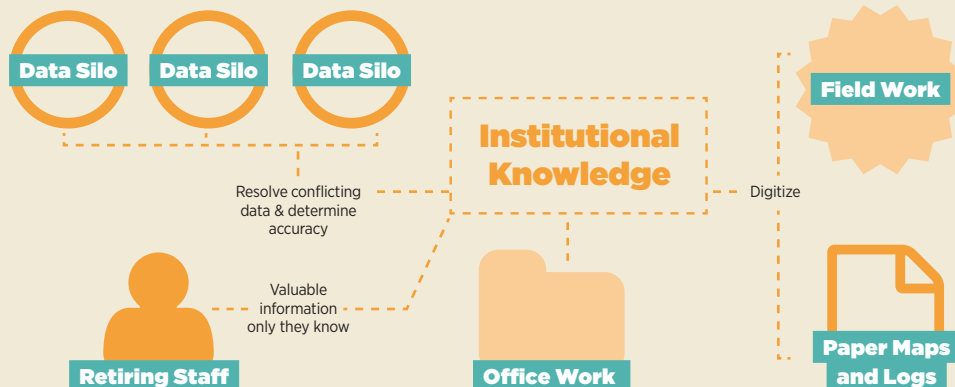 Data Silo
Data Silo
Data Silo
Field Work
Institutional
Knowledge
Resolve conflicting
data & determine
accuracy
Digitize
Valuable
information
only they know
Retiring Staff
Office Work
Paper Maps
and Logs